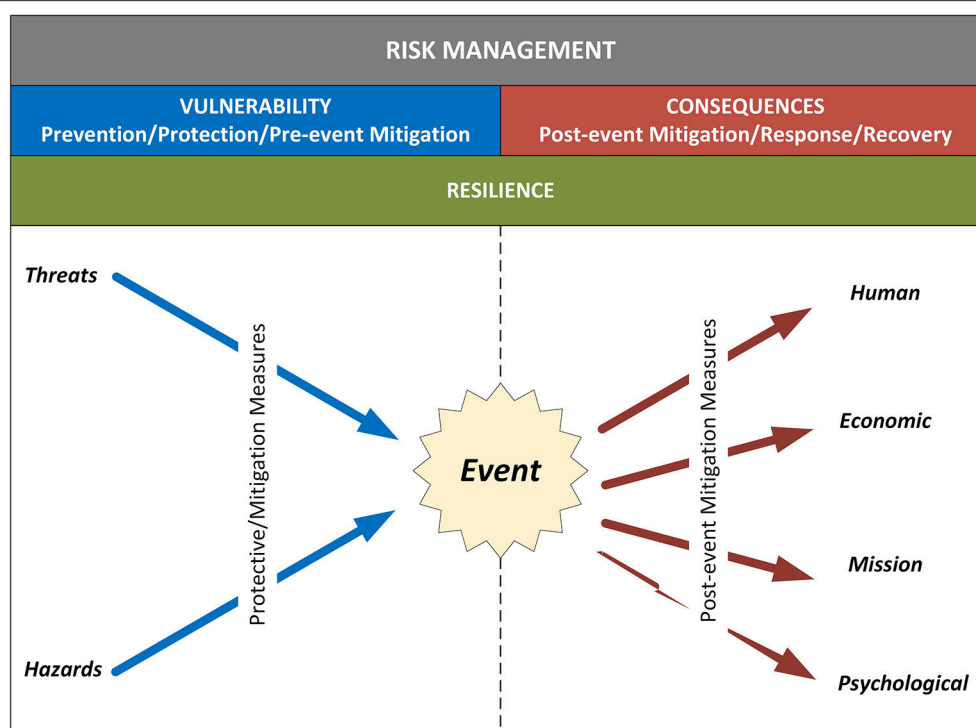 RISK MANAGEMENT
VULNERABILITY
Prevention/Protection/Pre-event Mitigation
CONSEQUENCES
Post-event Mitigation/Response/Recovery
RESILIENCE
Threats
Hazards
Protective/Mitigation Measures
Event
Post-event Mitigation Measures
Human
Economic
Mission
Psychological